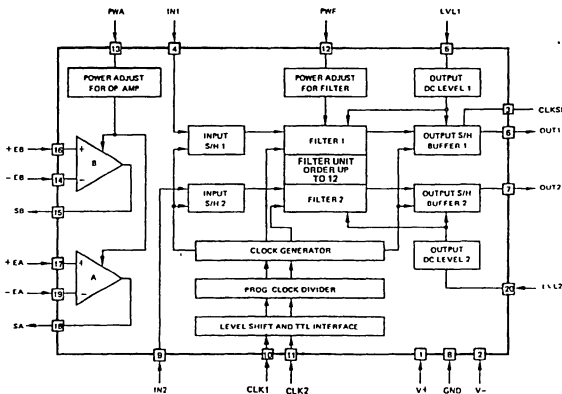 PWA IN1 PWF LVL1
13 4 12 5
POWER ADJUST
FOR OP AMP
POWER ADJUST
FOR FILTER
OUTPUT
DC LEVEL 1
3 CLKSH
+EB 16 + B
-EB 14 -
SB 15
INPUT
S/H 1
FILTER 1
FILTER UNIT
ORDER UP
TO 12
FILTER 2
OUTPUT S/H
BUFFER 1
6 OUT1
INPUT
S/H 2
OUTPUT S/H
BUFFER 2
7 OUT2
CLOCK GENERATOR
OUTPUT
DC LEVEL 2
+EA 17 + A
-EA 19 -
SA 18
PROG CLOCK DIVIDER
20 LVL2
LEVEL SHIFT AND TTL INTERFACE
9 10 11 1 8 2
IN2 CLK1 CLK2 V+ GND V-